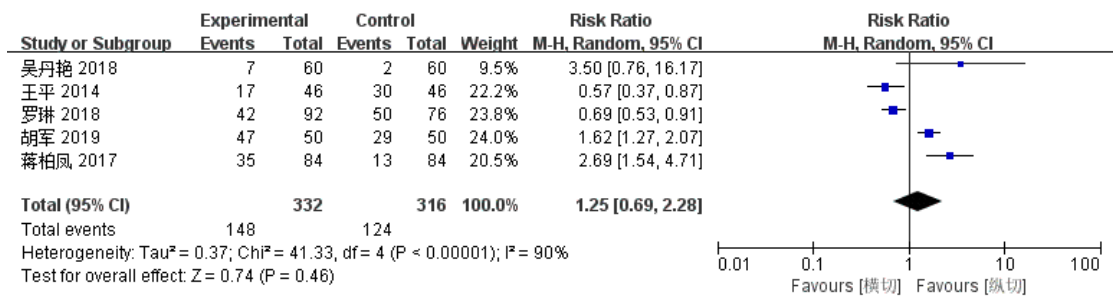 Experimental Control Risk Ratio Risk Ratio
Study or Subgroup Events Total Events Total Weight M-H, Random, 95% CI M-H, Random, 95% CI
吴丹艳 2018 7 60 2 60 9.5% 3.50 [0.76, 16.17]
王平 2014 17 46 30 46 22.2% 0.57 [0.37, 0.87]
罗琳 2018 42 92 50 76 23.8% 0.69 [0.53, 0.91]
胡军 2019 47 50 29 50 24.0% 1.62 [1.27, 2.07]
蒋柏凤 2017 35 84 13 84 20.5% 2.69 [1.54, 4.71]
Total (95% CI) 332 316 100.0% 1.25 [0.69, 2.28]
Total events 148 124
Heterogeneity: Tau² = 0.37; Chi² = 41.33, df = 4 (P < 0.00001); I² = 90%
Test for overall effect: Z = 0.74 (P = 0.46)
0.01 0.1 1 10 100
Favours [横切] Favours [纵切]